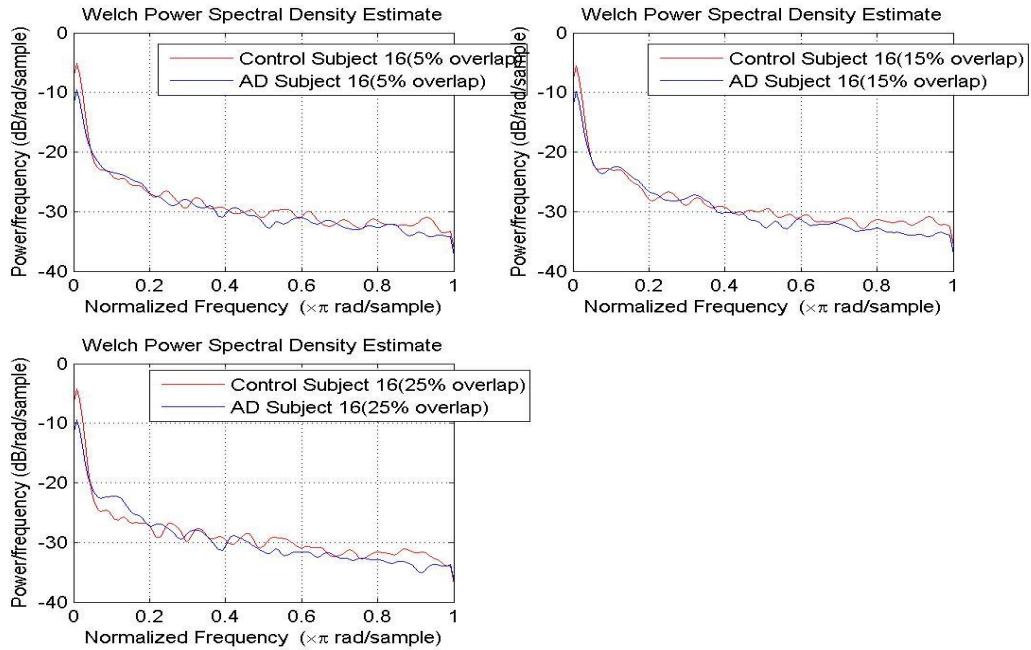 Welch Power Spectral Density Estimate
Control Subject 16(5% overlap)
AD Subject 16(5% overlap)
Power/frequency (dB/rad/sample)
0
-10
-20
-30
-40
0 0.2 0.4 0.6 0.8 1
Normalized Frequency (×π rad/sample)
Welch Power Spectral Density Estimate
Control Subject 16(15% overlap)
AD Subject 16(15% overlap)
Power/frequency (dB/rad/sample)
0
-10
-20
-30
-40
0 0.2 0.4 0.6 0.8 1
Normalized Frequency (×π rad/sample)
Welch Power Spectral Density Estimate
Control Subject 16(25% overlap)
AD Subject 16(25% overlap)
Power/frequency (dB/rad/sample)
0
-10
-20
-30
-40
0 0.2 0.4 0.6 0.8 1
Normalized Frequency (×π rad/sample)